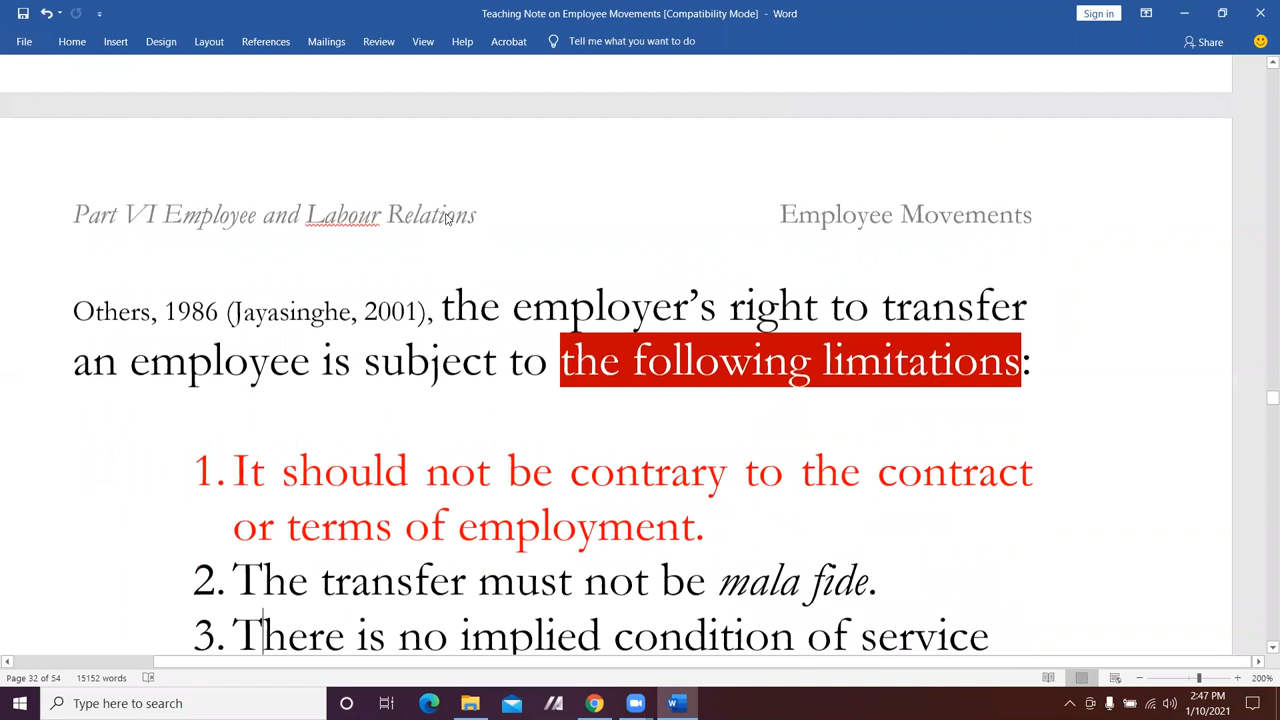 Teaching Note on Employee Movements [Compatibility Mode] - Word
Sign in
File Home Insert Design Layout References Mailings Review View Help Acrobat Tell me what you want to do
Share
Part VI Employee and Labour Relations
Employee Movements
Others, 1986 (Jayasinghe, 2001), the employer’s right to transfer
an employee is subject to the following limitations:
1. It should not be contrary to the contract
or terms of employment.
2. The transfer must not be mala fide.
3. There is no implied condition of service
Page 32 of 54 15152 words
200%
Type here to search
2:47 PM
1/10/2021